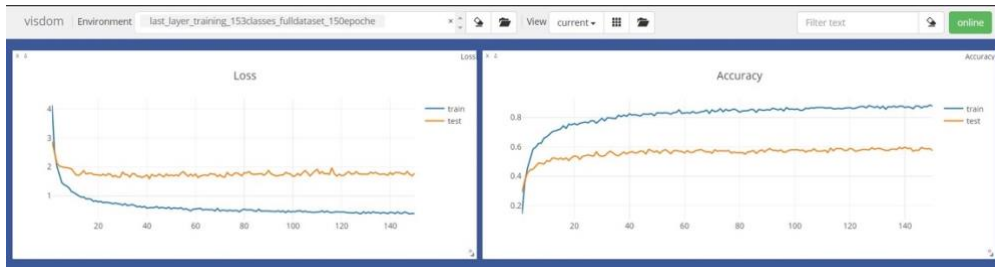 visdom Environment last_layer_training_153classes_fulldataset_150epoche × View current Filter text online
Loss
Loss
train
test
4
3
2
1
20 40 60 80 100 120 140
Accuracy
Accuracy
train
test
0.8
0.6
0.4
0.2
20 40 60 80 100 120 140